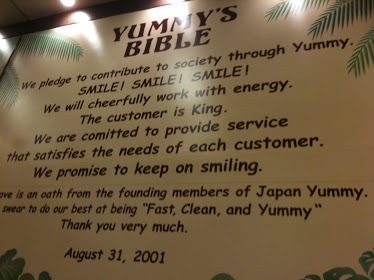 YUMMY'S
BIBLE
We pledge to contribute to society through Yummy.
SMILE! SMILE! SMILE!
We will cheerfully work with energy.
The customer is King.
We are comitted to provide service
that satisfies the needs of each customer.
We promise to keep on smiling.
is an oath from the founding members of Japan Yummy.
swear to do our best at being "Fast, Clean, and Yummy"
Thank you very much.
August 31, 2001